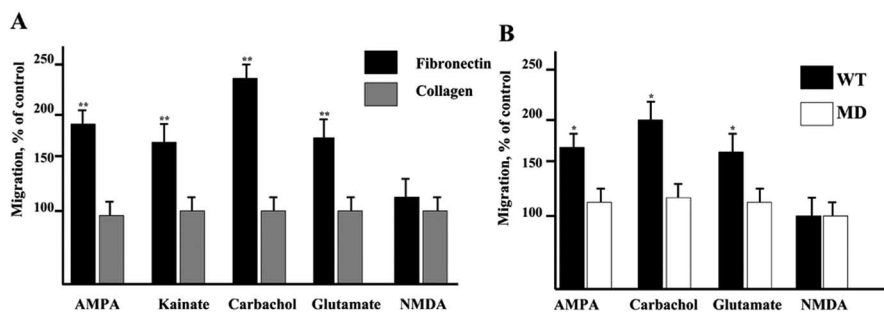 A
Migration, % of control
250
200
150
100
**
**
**
**
Fibronectin
Collagen
AMPA Kainate Carbachol Glutamate NMDA
B
Migration, % of control
250
200
150
100
*
*
*
WT
MD
AMPA Carbachol Glutamate NMDA